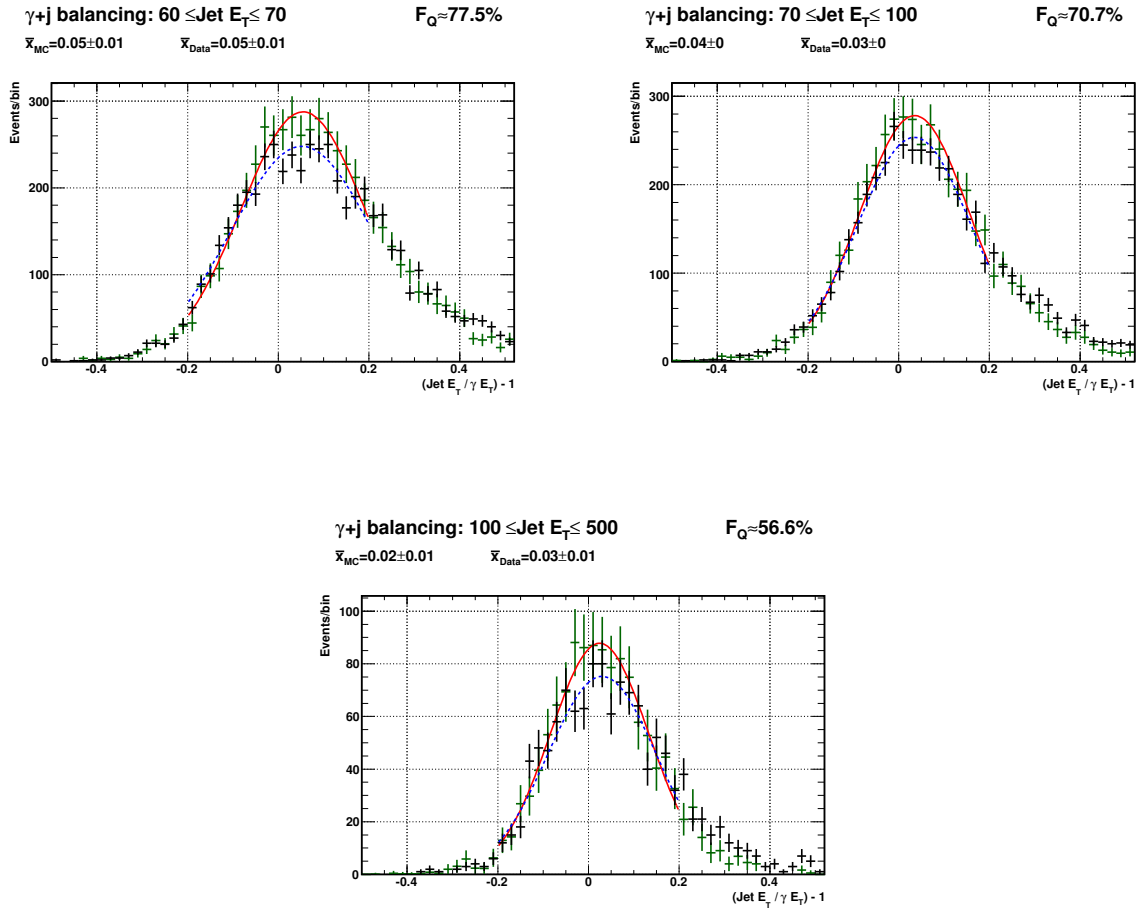 γ+j balancing: 60 ≤Jet E_T≤ 70 F_Q≈77.5%
x̅_MC=0.05±0.01 x̅_Data=0.05±0.01
Events/bin
300
200
100
0
-0.4 -0.2 0 0.2 0.4
(Jet E_T / γ E_T) - 1
γ+j balancing: 70 ≤Jet E_T≤ 100 F_Q≈70.7%
x̅_MC=0.04±0 x̅_Data=0.03±0
Events/bin
300
200
100
0
-0.4 -0.2 0 0.2 0.4
(Jet E_T / γ E_T) - 1
γ+j balancing: 100 ≤Jet E_T≤ 500 F_Q≈56.6%
x̅_MC=0.02±0.01 x̅_Data=0.03±0.01
Events/bin
100
80
60
40
20
0
-0.4 -0.2 0 0.2 0.4
(Jet E_T / γ E_T) - 1